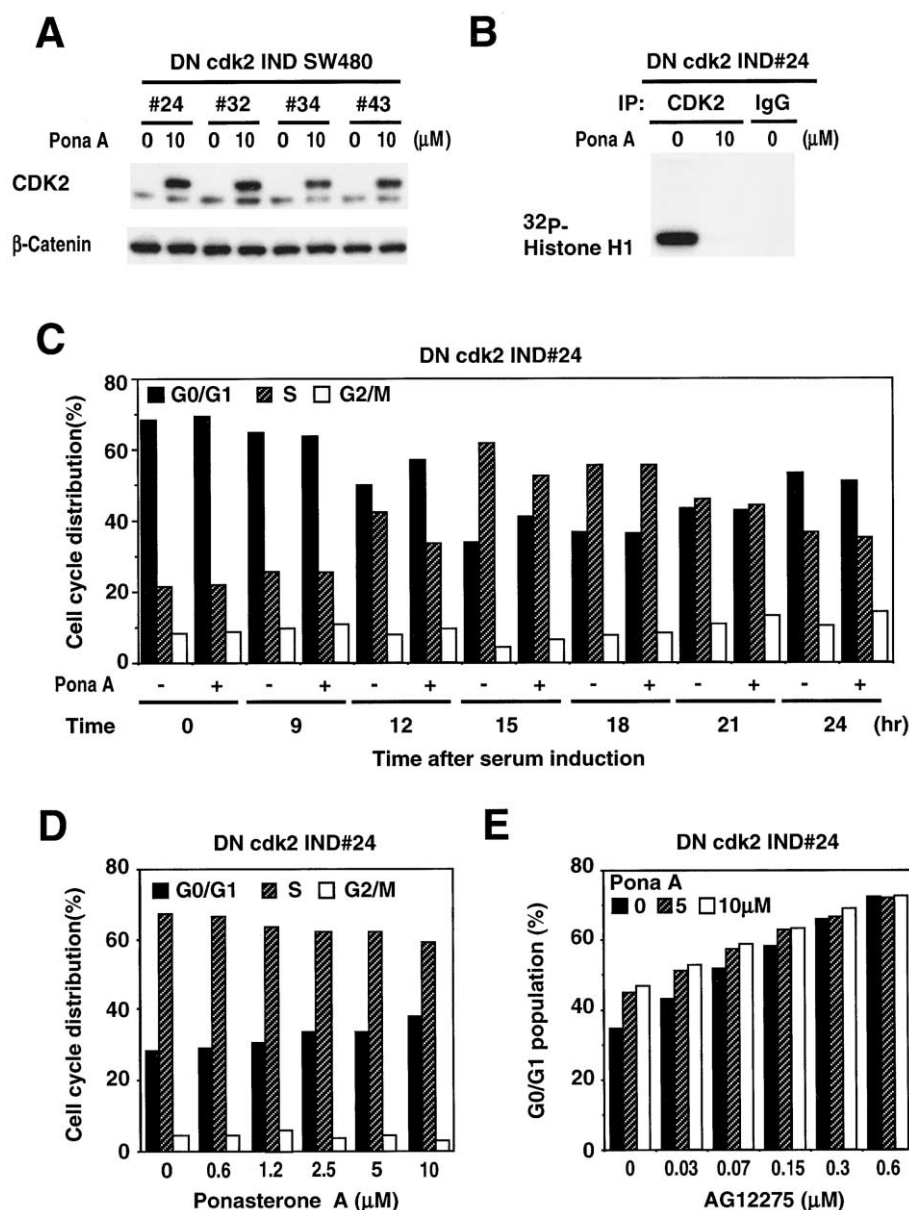 A
DN cdk2 IND SW480
#24 #32 #34 #43
Pona A 0 10 0 10 0 10 0 10 (μM)
CDK2
β-Catenin
B
DN cdk2 IND#24
IP: CDK2 IgG
Pona A 0 10 0 (μM)
32P-
Histone H1
C
DN cdk2 IND#24
G0/G1 S G2/M
Cell cycle distribution(%)
80
60
40
20
0
Pona A - + - + - + - + - + - + - +
Time 0 9 12 15 18 21 24 (hr)
Time after serum induction
D
DN cdk2 IND#24
G0/G1 S G2/M
Cell cycle distribution(%)
80
60
40
20
0
0 0.6 1.2 2.5 5 10
Ponasterone A (μM)
E
DN cdk2 IND#24
Pona A
0 5 10μM
G0/G1 population (%)
80
60
40
20
0
0 0.03 0.07 0.15 0.3 0.6
AG12275 (μM)